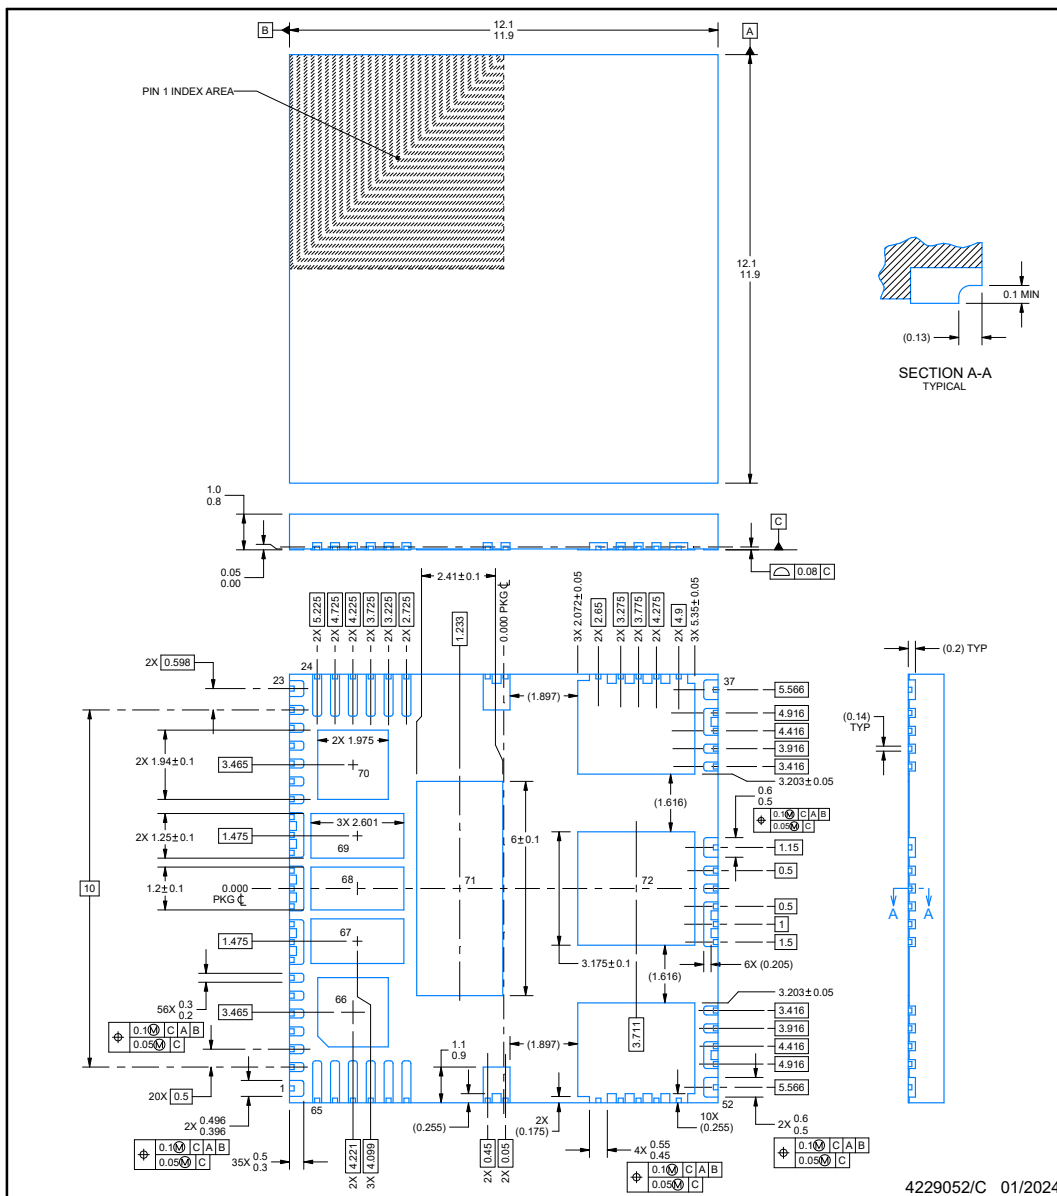 B
12.1
11.9
A
PIN 1 INDEX AREA
12.1
11.9
0.1 MIN
(0.13)
SECTION A-A
TYPICAL
1.0
0.8
C
0.05
0.00
0.08 C
2.41±0.1
2X 5.225
2X 4.725
2X 4.225
2X 3.725
2X 3.225
2X 2.725
1.233
0.000 PKG ℄
3X 2.072±0.05
2X 2.65
2X 3.275
2X 3.775
2X 4.275
2X 4.9
3X 5.35±0.05
2X 0.598
24
23
37
(0.2) TYP
(1.897)
5.566
4.916
4.416
3.916
3.416
(0.14)
TYP
2X 1.975
2X 1.94±0.1
3.465
70
3.203±0.05
(1.616)
0.6
0.5
0.1Ⓜ C A B
0.05Ⓜ C
2X 1.25±0.1
3X 2.601
1.475
69
6±0.1
1.15
0.5
10
1.2±0.1
0.000
PKG ℄
68
71
72
A A
0.5
1
1.5
1.475
67
3.175±0.1
(1.616)
6X (0.205)
56X 0.3
0.2
0.1Ⓜ C A B
0.05Ⓜ C
3.465
66
3.203±0.05
3.416
3.916
4.416
4.916
5.566
3.711
1.1
0.9
(1.897)
20X 0.5
1
65
52
2X 0.496
0.396
0.1Ⓜ C A B
0.05Ⓜ C
35X 0.5
0.3
2X 4.221
3X 4.099
(0.255)
2X 0.45
2X 0.05
2X
(0.175)
4X 0.55
0.45
0.1Ⓜ C A B
0.05Ⓜ C
10X
(0.255)
2X 0.6
0.5
0.1Ⓜ C A B
0.05Ⓜ C
4229052/C 01/2024